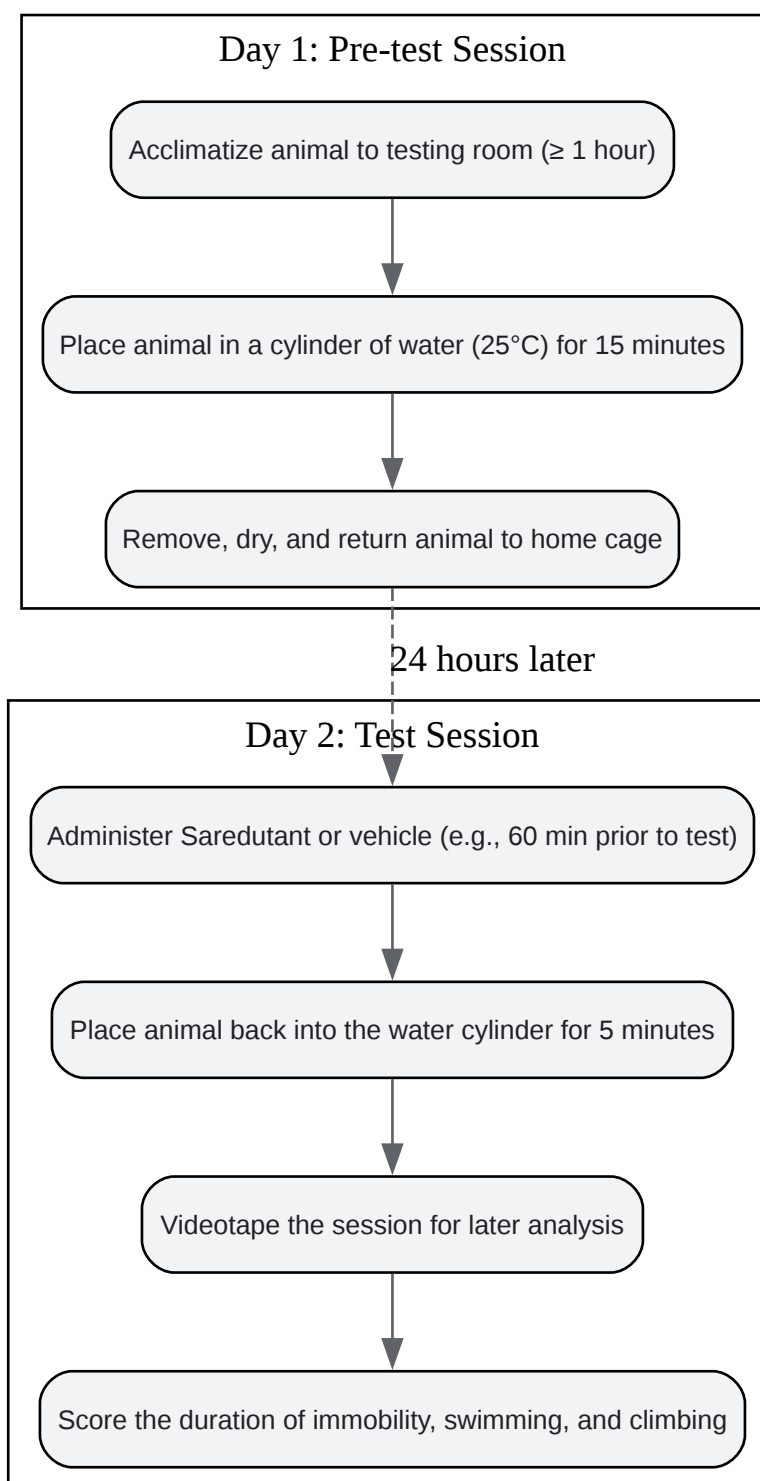 Day 1: Pre-test Session
Acclimatize animal to testing room (≥ 1 hour)
Place animal in a cylinder of water (25°C) for 15 minutes
Remove, dry, and return animal to home cage
24 hours later
Day 2: Test Session
Administer Saredutant or vehicle (e.g., 60 min prior to test)
Place animal back into the water cylinder for 5 minutes
Videotape the session for later analysis
Score the duration of immobility, swimming, and climbing